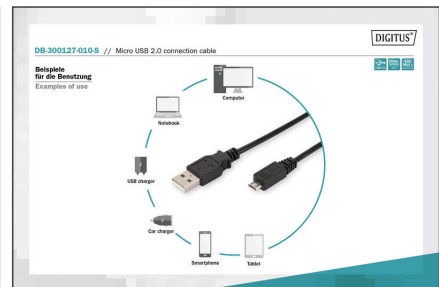 DIGITUS®
DB-300127-010-S // Micro USB 2.0 connection cable
Beispiele
für die Benutzung
Examples of use
Computer
Notebook
USB charger
Car charger
Smartphone
Tablet